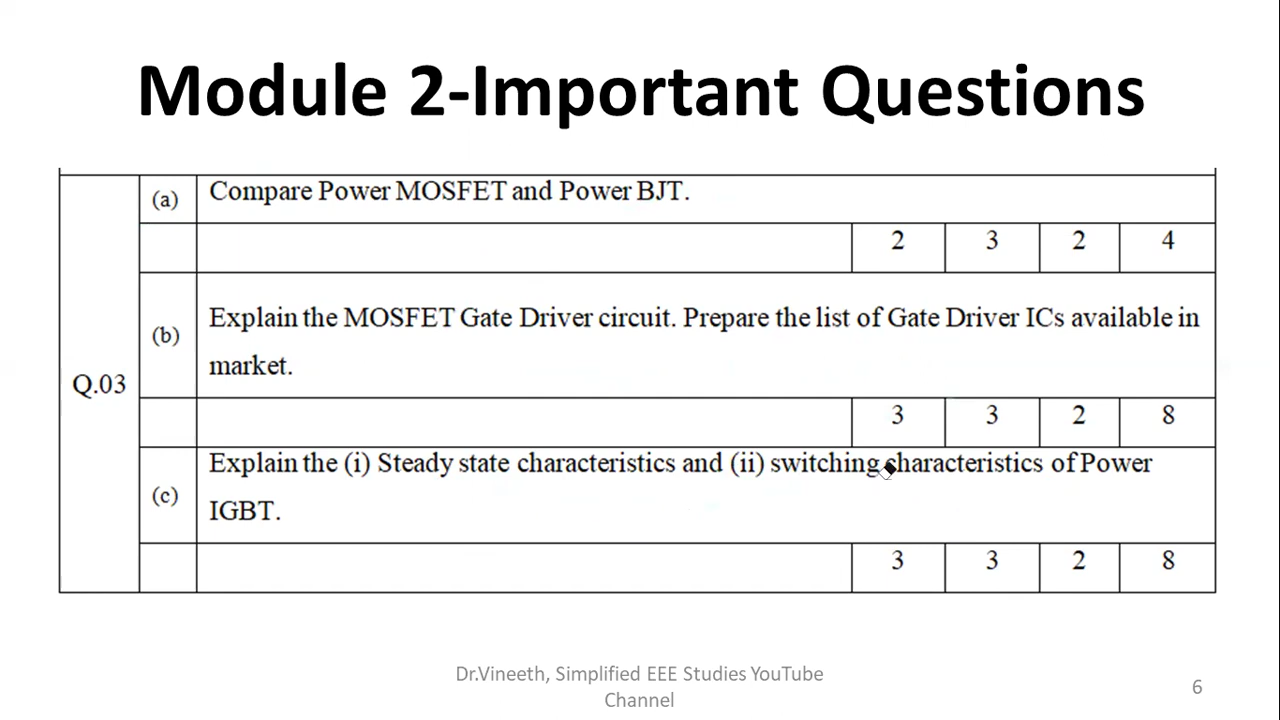 Module 2-Important Questions
(a) Compare Power MOSFET and Power BJT.
2 3 2 4
Q.03
(b) Explain the MOSFET Gate Driver circuit. Prepare the list of Gate Driver ICs available in
market.
3 3 2 8
(c) Explain the (i) Steady state characteristics and (ii) switching characteristics of Power
IGBT.
3 3 2 8
Dr.Vineeth, Simplified EEE Studies YouTube
Channel
6